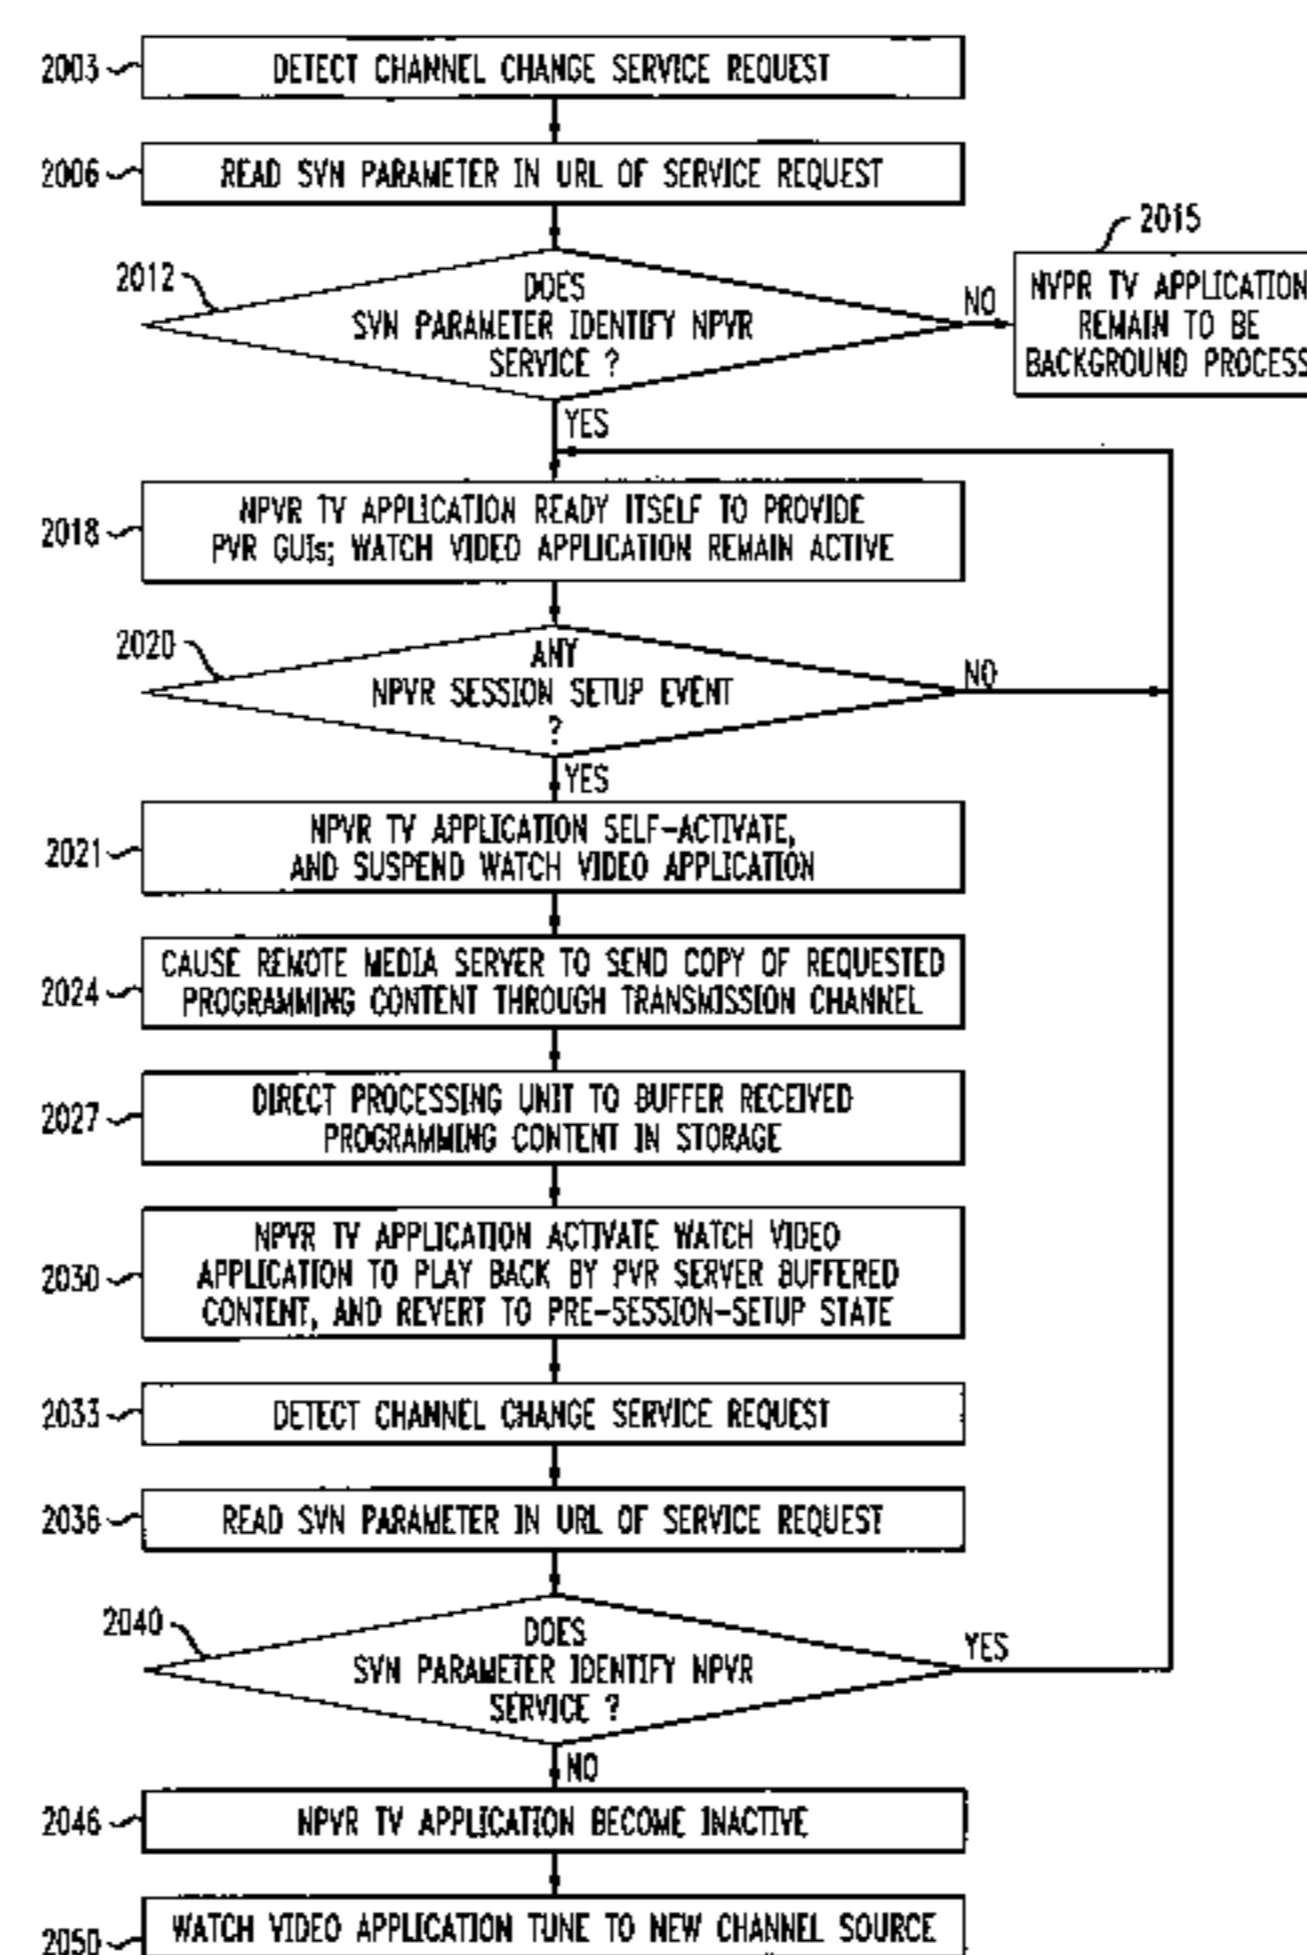 2003
DETECT CHANNEL CHANGE SERVICE REQUEST
2006
READ SVN PARAMETER IN URL OF SERVICE REQUEST
2012
DOES
SVN PARAMETER IDENTIFY NPVR
SERVICE ?
NO
2015
NVPR TV APPLICATION
REMAIN TO BE
BACKGROUND PROCESS
YES
2018
NPVR TV APPLICATION READY ITSELF TO PROVIDE
PVR GUIs; WATCH VIDEO APPLICATION REMAIN ACTIVE
2020
ANY
NPVR SESSION SETUP EVENT
?
NO
YES
2021
NPVR TV APPLICATION SELF-ACTIVATE,
AND SUSPEND WATCH VIDEO APPLICATION
2024
CAUSE REMOTE MEDIA SERVER TO SEND COPY OF REQUESTED
PROGRAMMING CONTENT THROUGH TRANSMISSION CHANNEL
2027
DIRECT PROCESSING UNIT TO BUFFER RECEIVED
PROGRAMMING CONTENT IN STORAGE
2030
NPVR TV APPLICATION ACTIVATE WATCH VIDEO
APPLICATION TO PLAY BACK BY PVR SERVER BUFFERED
CONTENT, AND REVERT TO PRE-SESSION-SETUP STATE
2033
DETECT CHANNEL CHANGE SERVICE REQUEST
2036
READ SVN PARAMETER IN URL OF SERVICE REQUEST
2040
DOES
SVN PARAMETER IDENTIFY NPVR
SERVICE ?
YES
NO
2046
NPVR TV APPLICATION BECOME INACTIVE
2050
WATCH VIDEO APPLICATION TUNE TO NEW CHANNEL SOURCE